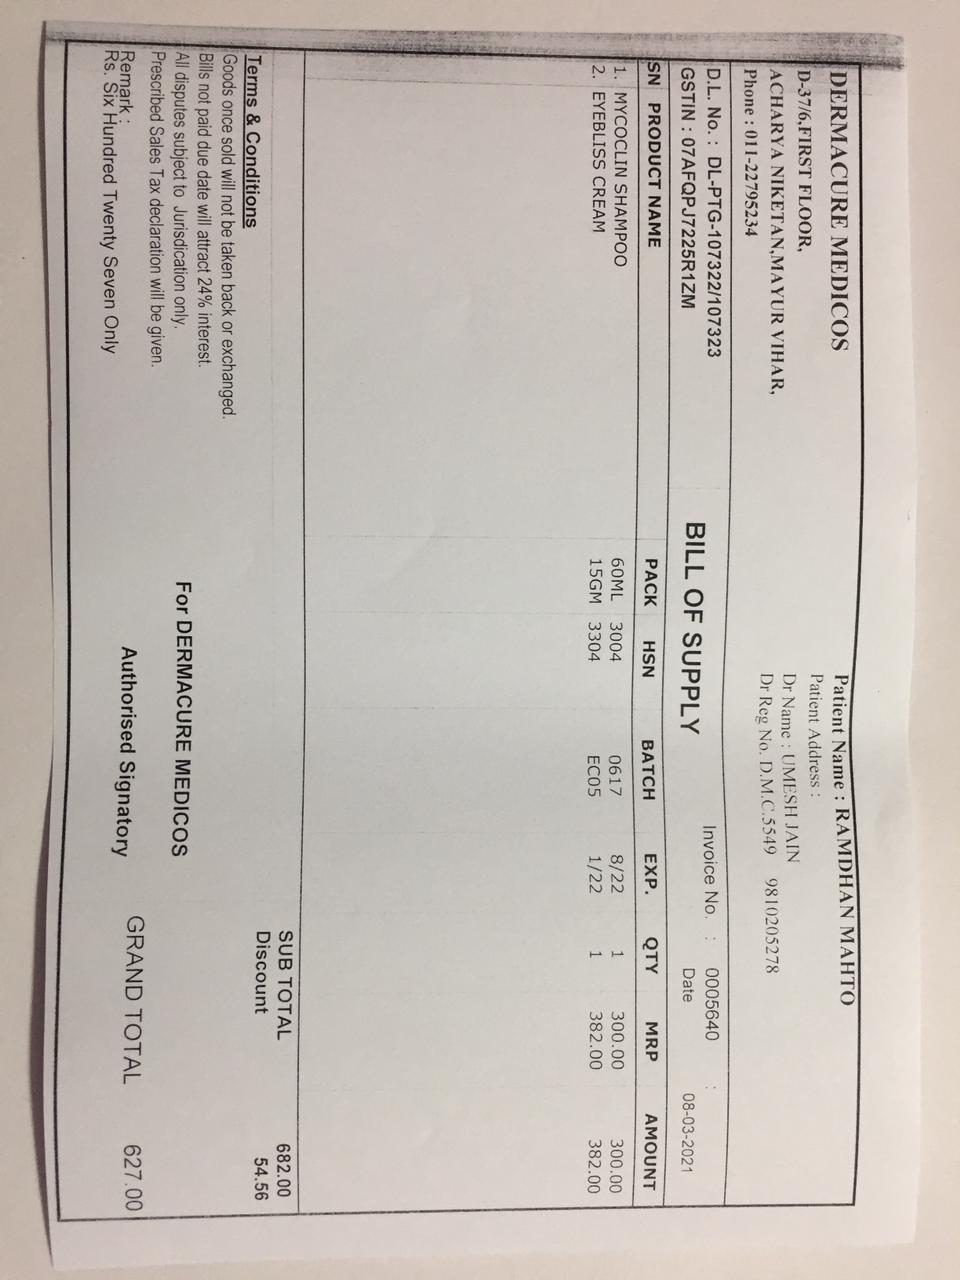 DERMACURE MEDICOS
D-37/6,FIRST FLOOR,
ACHARYA NIKETAN,MAYUR VIHAR,
Phone : 011-22795234
Patient Name : RAMDHAN MAHTO
Patient Address :
Dr Name : UMESH JAIN
Dr Reg No. D.M.C.5549 9810205278
D.L. No. : DL-PTG-107322/107323
GSTIN : 07AFQPJ7225R1ZM
BILL OF SUPPLY
Invoice No. : 0005640
Date : 08-03-2021
SN PRODUCT NAME PACK HSN BATCH EXP. QTY MRP AMOUNT
1. MYCOCLIN SHAMPOO 60ML 3004 0617 8/22 1 300.00 300.00
2. EYEBLISS CREAM 15GM 3304 EC05 1/22 1 382.00 382.00
SUB TOTAL 682.00
Discount 54.56
Terms & Conditions
Goods once sold will not be taken back or exchanged.
Bills not paid due date will attract 24% interest.
All disputes subject to Jurisdication only.
Prescribed Sales Tax declaration will be given.
For DERMACURE MEDICOS
Remark :
Rs. Six Hundred Twenty Seven Only
Authorised Signatory
GRAND TOTAL 627.00